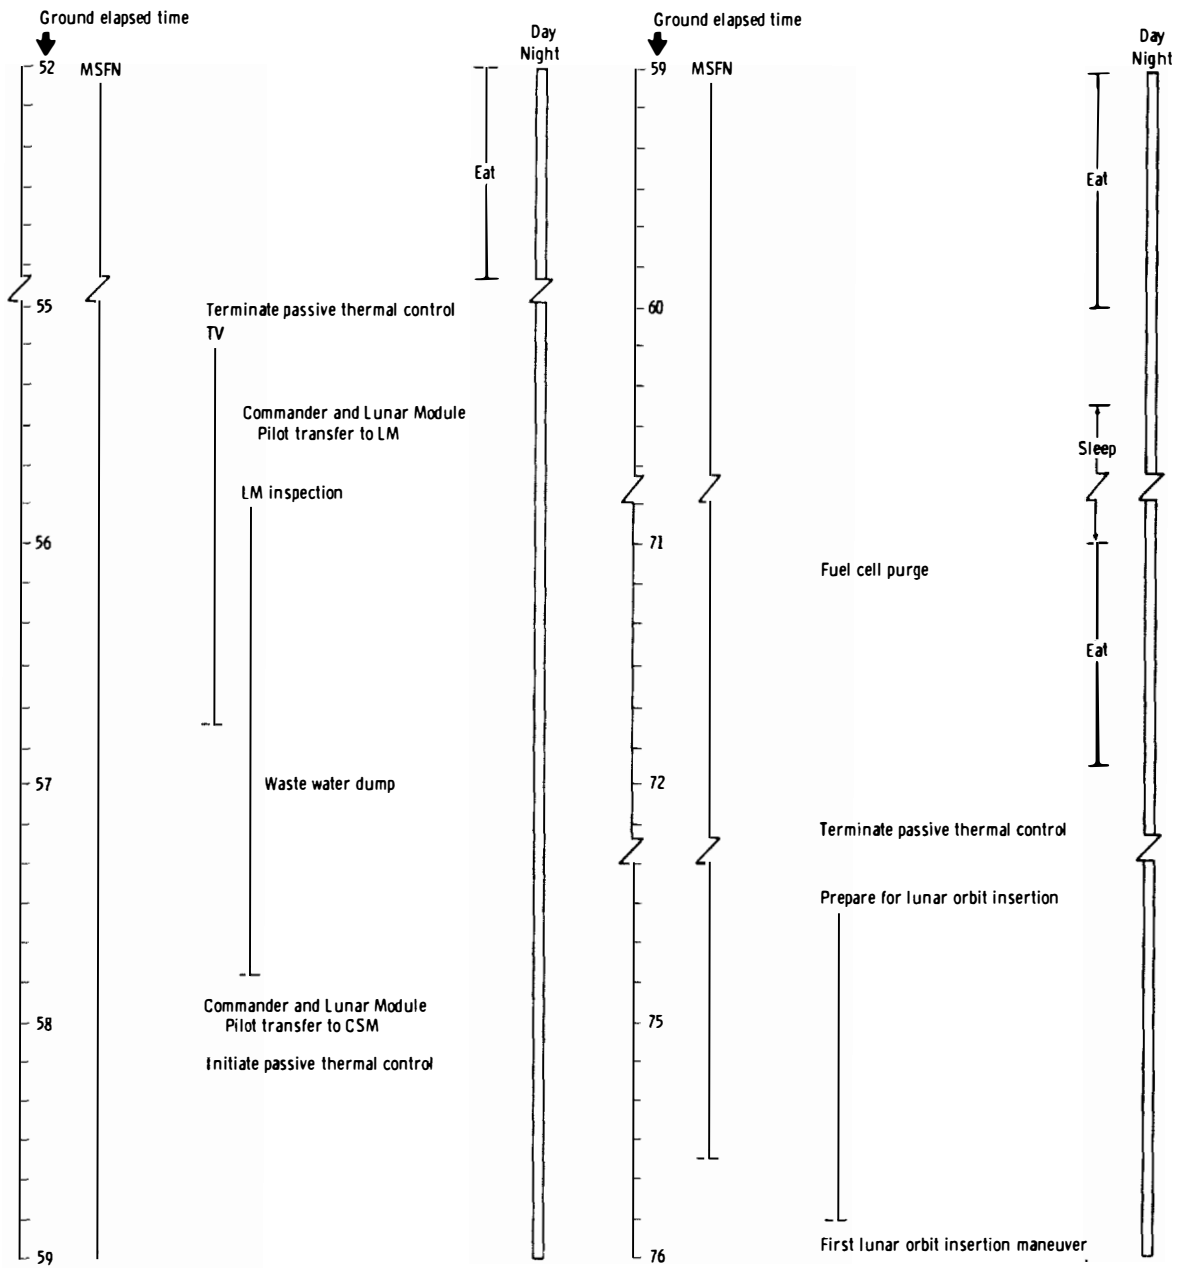 Ground elapsed time
Day
Night
52
MSFN
Eat
55
Terminate passive thermal control
TV
Commander and Lunar Module
Pilot transfer to LM
LM inspection
56
57
Waste water dump
Commander and Lunar Module
58
Pilot transfer to CSM
Initiate passive thermal control
59
Ground elapsed time
Day
Night
59
MSFN
Eat
60
Sleep
71
Fuel cell purge
Eat
72
Terminate passive thermal control
Prepare for lunar orbit insertion
75
First lunar orbit insertion maneuver
76